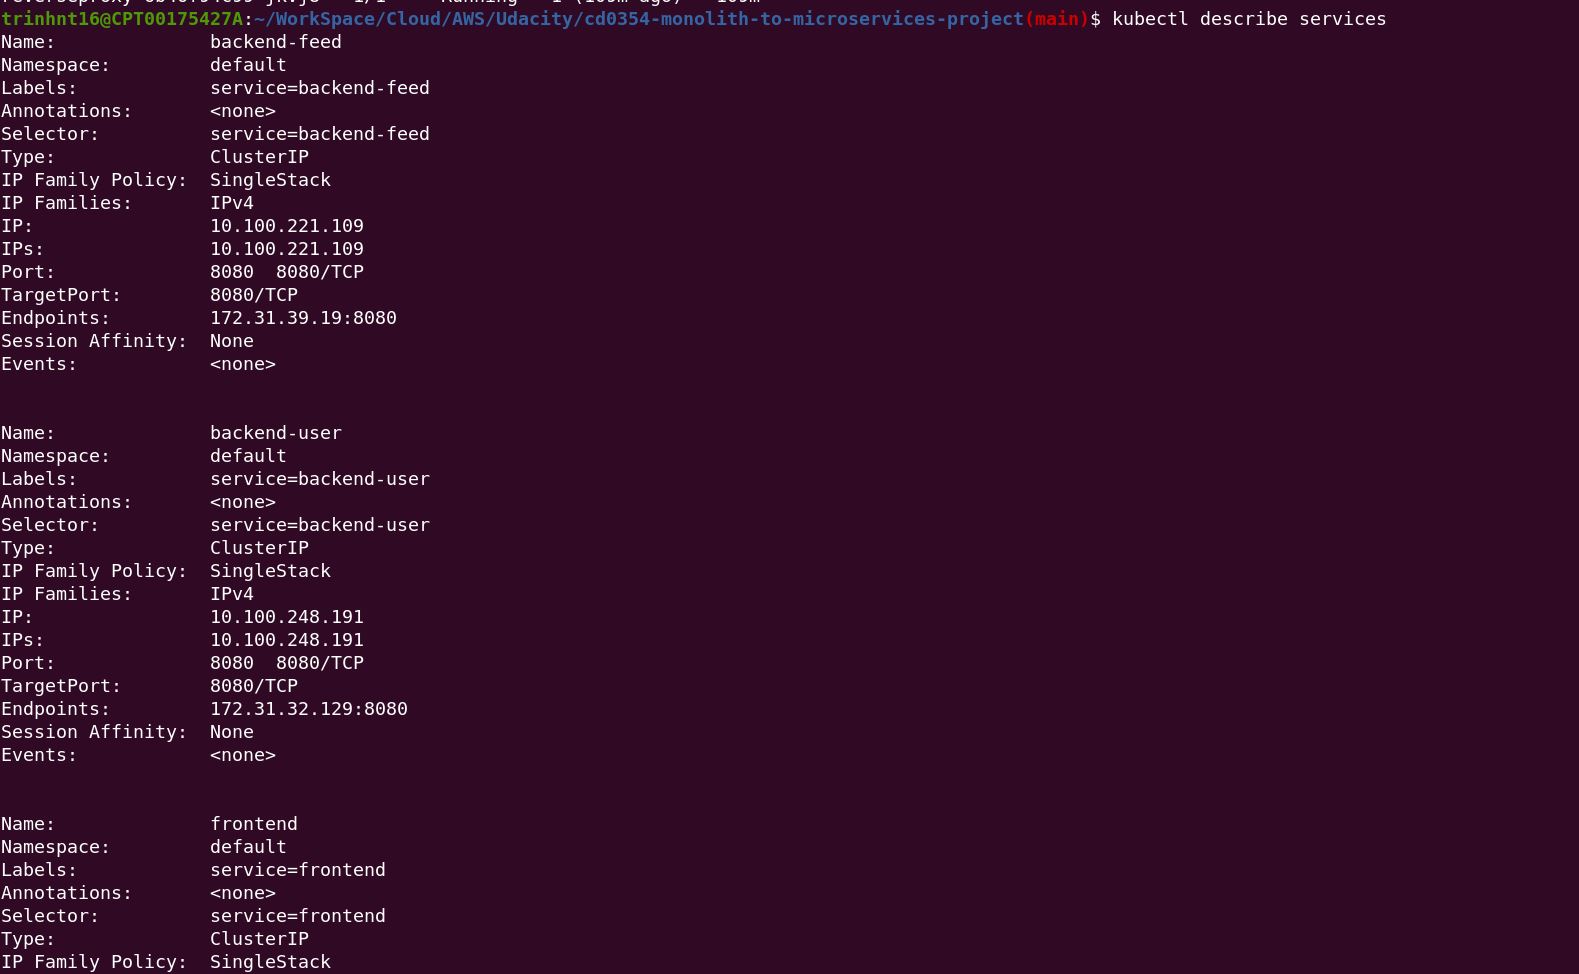 trinhnt16@CPT00175427A:~/WorkSpace/Cloud/AWS/Udacity/cd0354-monolith-to-microservices-project(main)$ kubectl describe services
Name:              backend-feed
Namespace:         default
Labels:            service=backend-feed
Annotations:       <none>
Selector:          service=backend-feed
Type:              ClusterIP
IP Family Policy:  SingleStack
IP Families:       IPv4
IP:                10.100.221.109
IPs:               10.100.221.109
Port:              8080  8080/TCP
TargetPort:        8080/TCP
Endpoints:         172.31.39.19:8080
Session Affinity:  None
Events:            <none>
Name:              backend-user
Namespace:         default
Labels:            service=backend-user
Annotations:       <none>
Selector:          service=backend-user
Type:              ClusterIP
IP Family Policy:  SingleStack
IP Families:       IPv4
IP:                10.100.248.191
IPs:               10.100.248.191
Port:              8080  8080/TCP
TargetPort:        8080/TCP
Endpoints:         172.31.32.129:8080
Session Affinity:  None
Events:            <none>
Name:              frontend
Namespace:         default
Labels:            service=frontend
Annotations:       <none>
Selector:          service=frontend
Type:              ClusterIP
IP Family Policy:  SingleStack